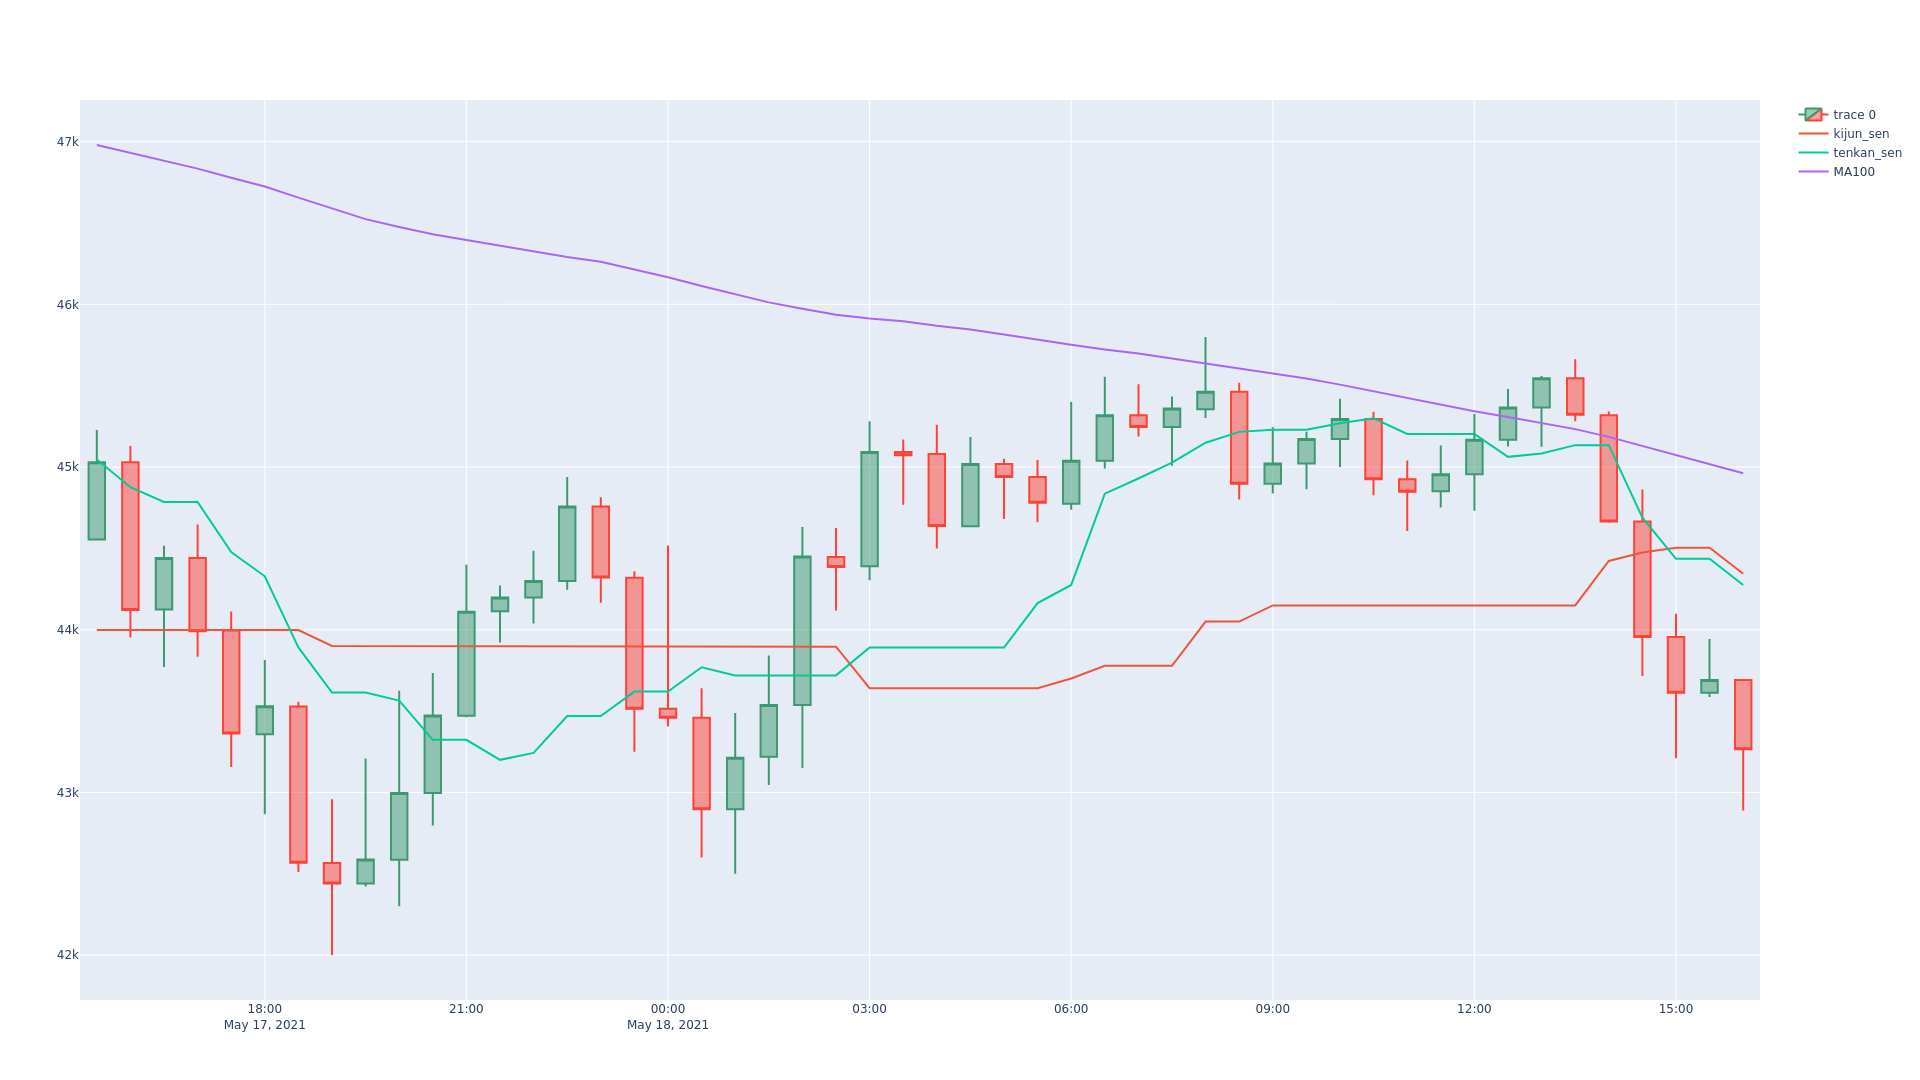 47k
46k
45k
44k
43k
42k
18:00
May 17, 2021
21:00
00:00
May 18, 2021
03:00
06:00
09:00
12:00
15:00
trace 0
kijun_sen
tenkan_sen
MA100